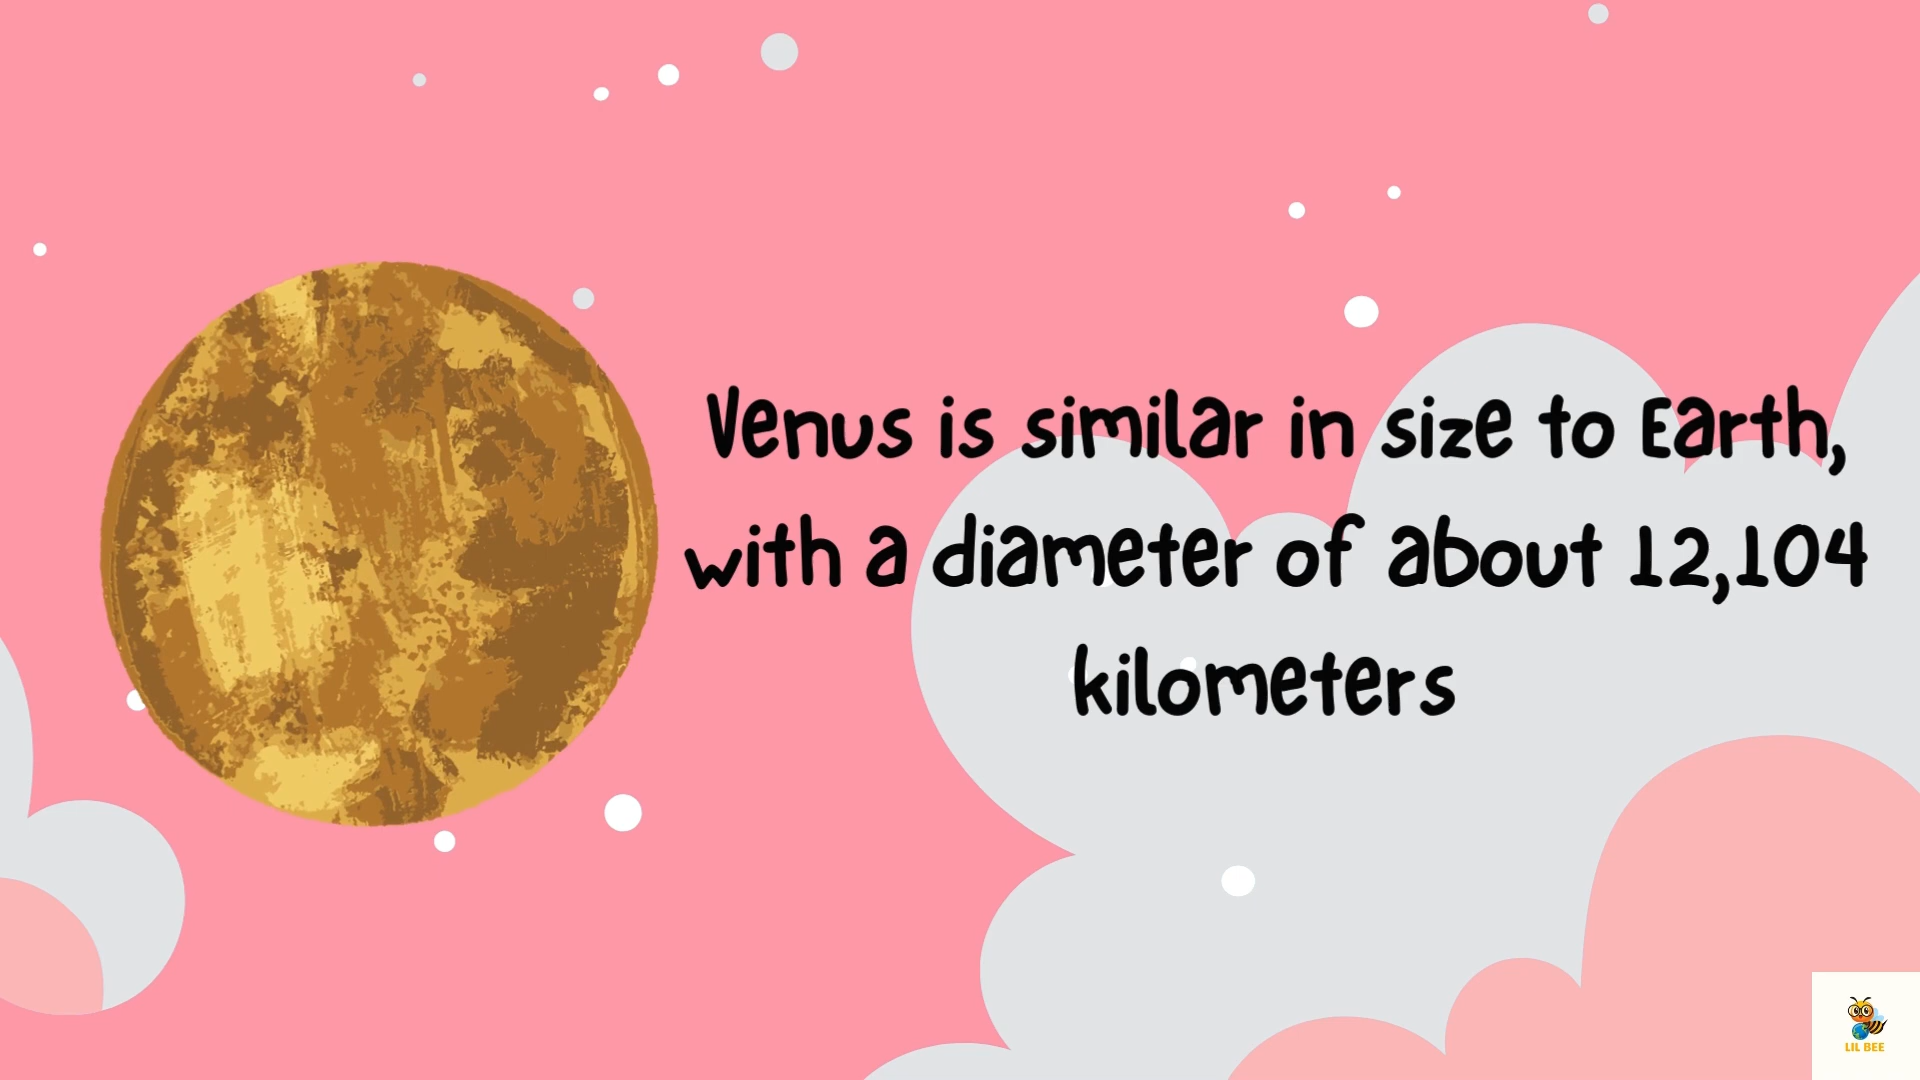 Venus is similar in size to Earth,
with a diameter of about 12,104
kilometers
LIL BEE